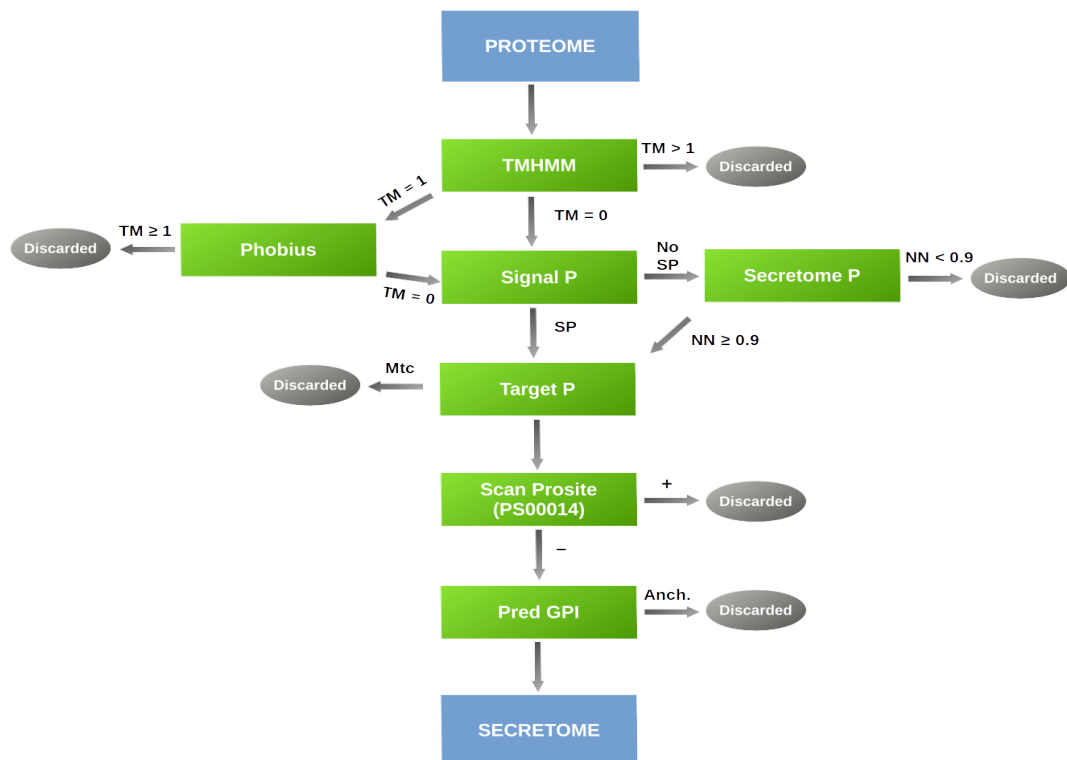 PROTEOME
TMHMM
TM > 1
Discarded
TM = 1
TM = 0
Discarded
TM ≥ 1
Phobius
TM = 0
Signal P
No
SP
Secretome P
NN < 0.9
Discarded
SP
NN ≥ 0.9
Discarded
Mtc
Target P
Scan Prosite
(PS00014)
+
Discarded
–
Pred GPI
Anch.
Discarded
SECRETOME